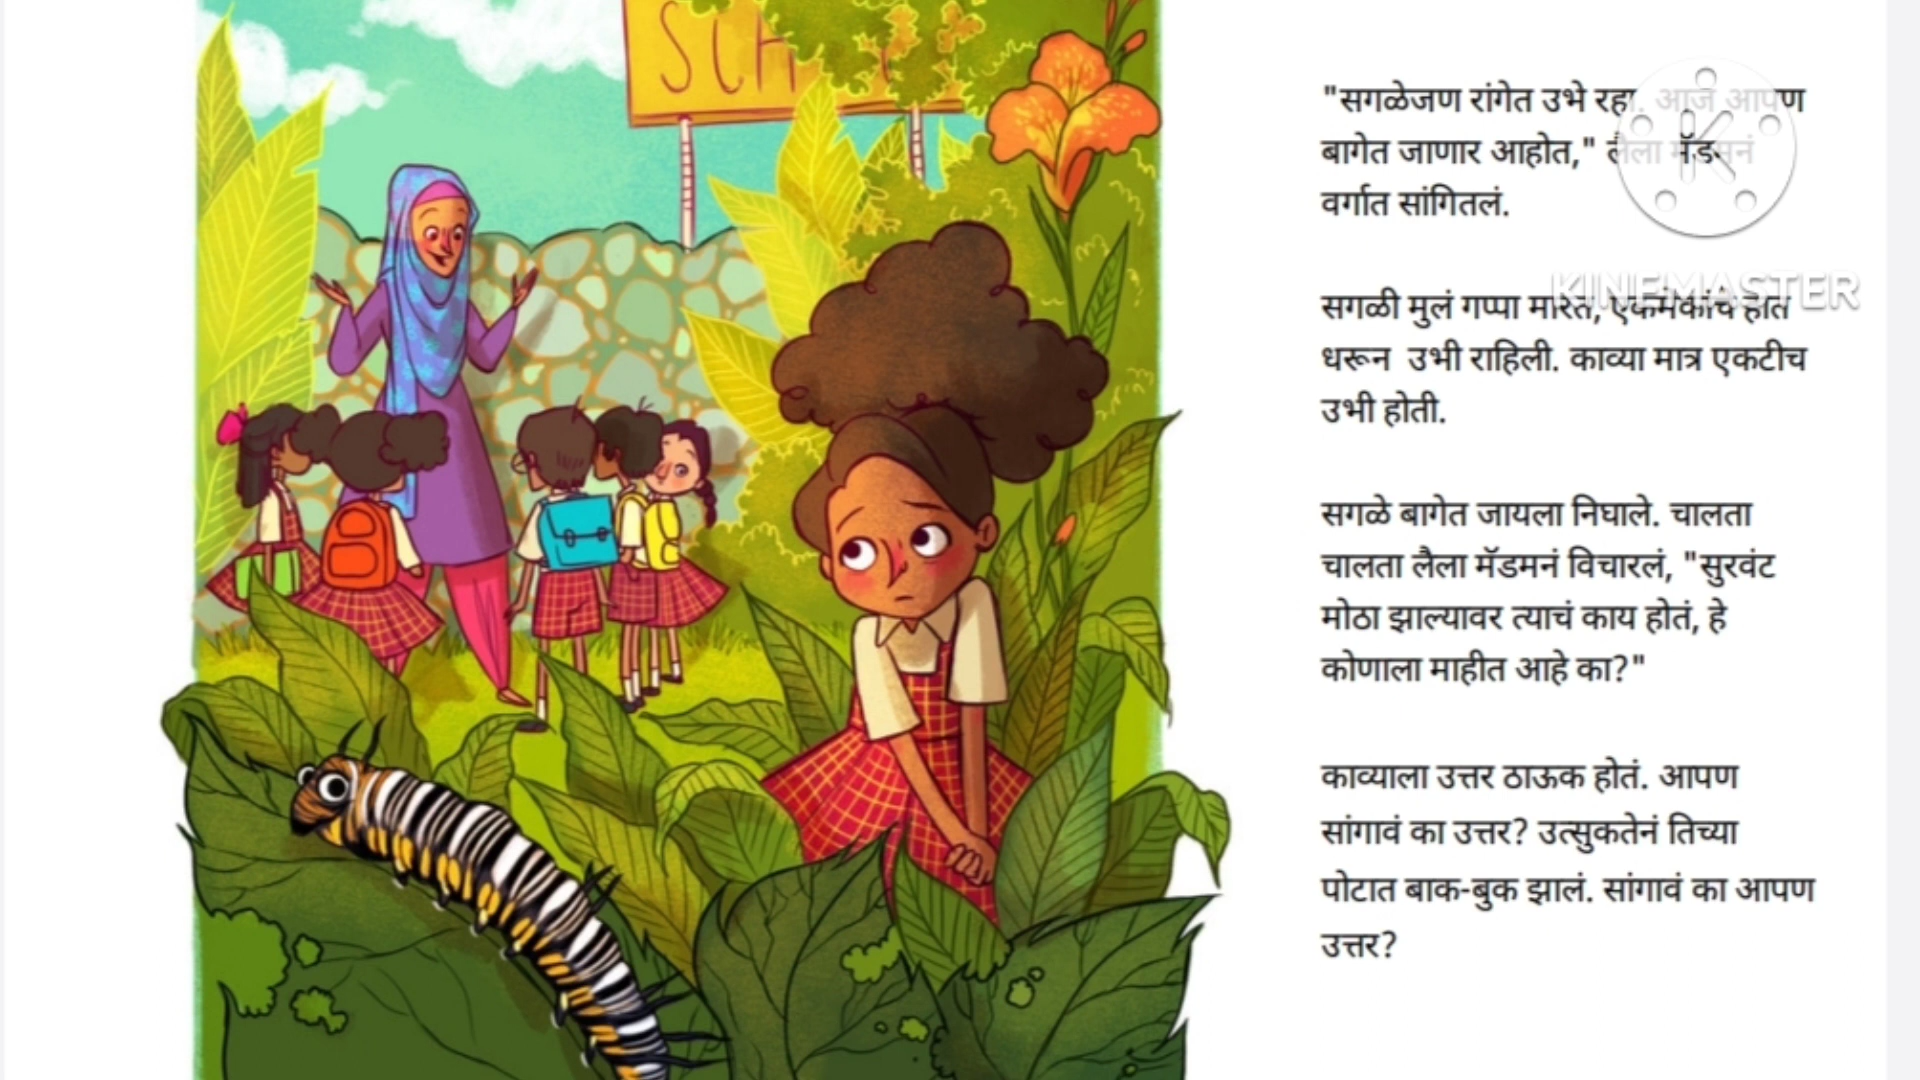 SCH
"सगळेजण रांगेत उभे रहा. आज आपण
बागेत जाणार आहोत," लैला मॅडमनं
वर्गात सांगितलं.
KINEMASTER
सगळी मुलं गप्पा मारत, एकमेकांचे हात
धरून उभी राहिली. काव्या मात्र एकटीच
उभी होती.
सगळे बागेत जायला निघाले. चालता
चालता लैला मॅडमनं विचारलं, "सुरवंट
मोठा झाल्यावर त्याचं काय होतं, हे
कोणाला माहीत आहे का?"
काव्याला उत्तर ठाऊक होतं. आपण
सांगावं का उत्तर? उत्सुकतेनं तिच्या
पोटात बाक-बुक झालं. सांगावं का आपण
उत्तर?